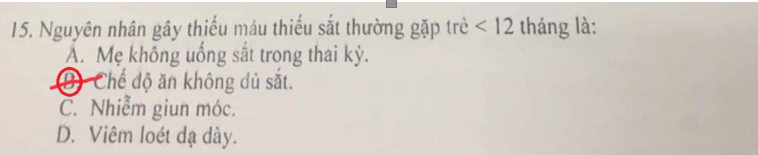 15. Nguyên nhân gây thiếu máu thiếu sắt thường gặp trẻ < 12 tháng là:
A. Mẹ không uống sắt trong thai kỳ.
B. Chế độ ăn không đủ sắt.
C. Nhiễm giun móc.
D. Viêm loét dạ dày.